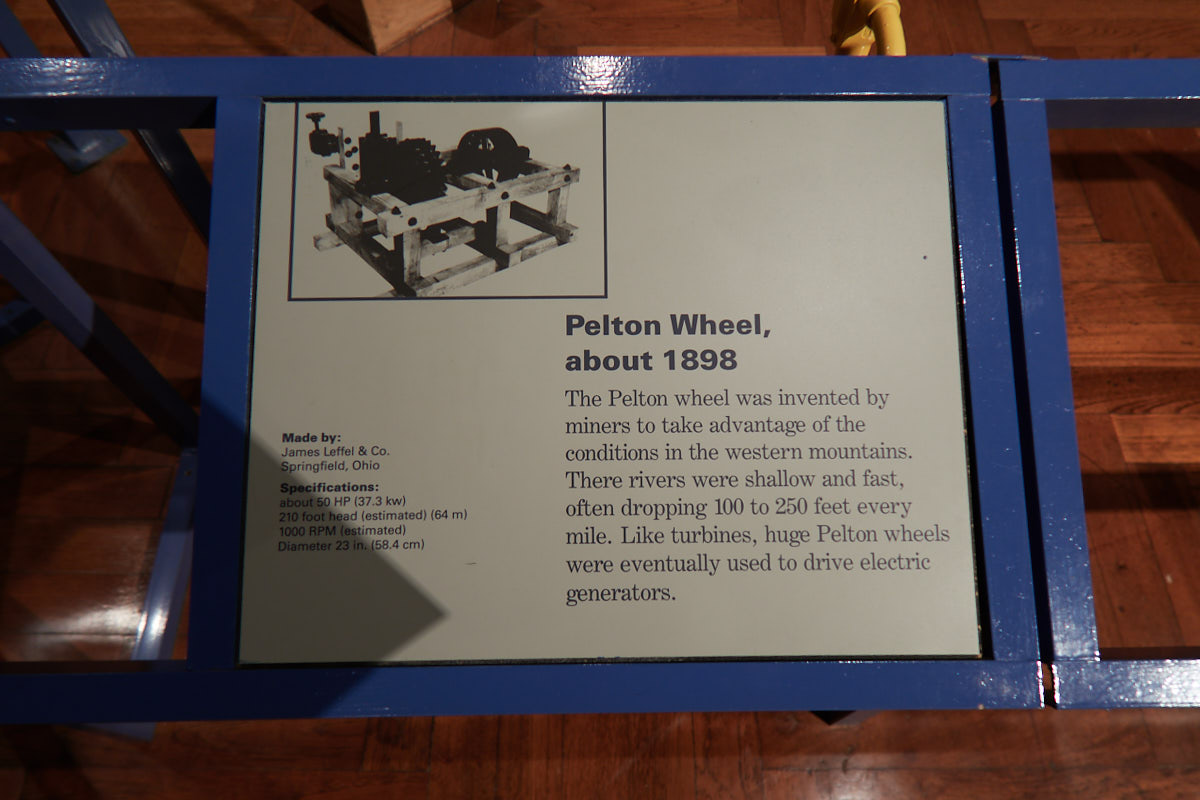 Pelton Wheel,
about 1898
The Pelton wheel was invented by
miners to take advantage of the
conditions in the western mountains.
There rivers were shallow and fast,
often dropping 100 to 250 feet every
mile. Like turbines, huge Pelton wheels
were eventually used to drive electric
generators.
Made by:
James Leffel & Co.
Springfield, Ohio
Specifications:
about 50 HP (37.3 kw)
210 foot head (estimated) (64 m)
1000 RPM (estimated)
Diameter 23 in. (58.4 cm)